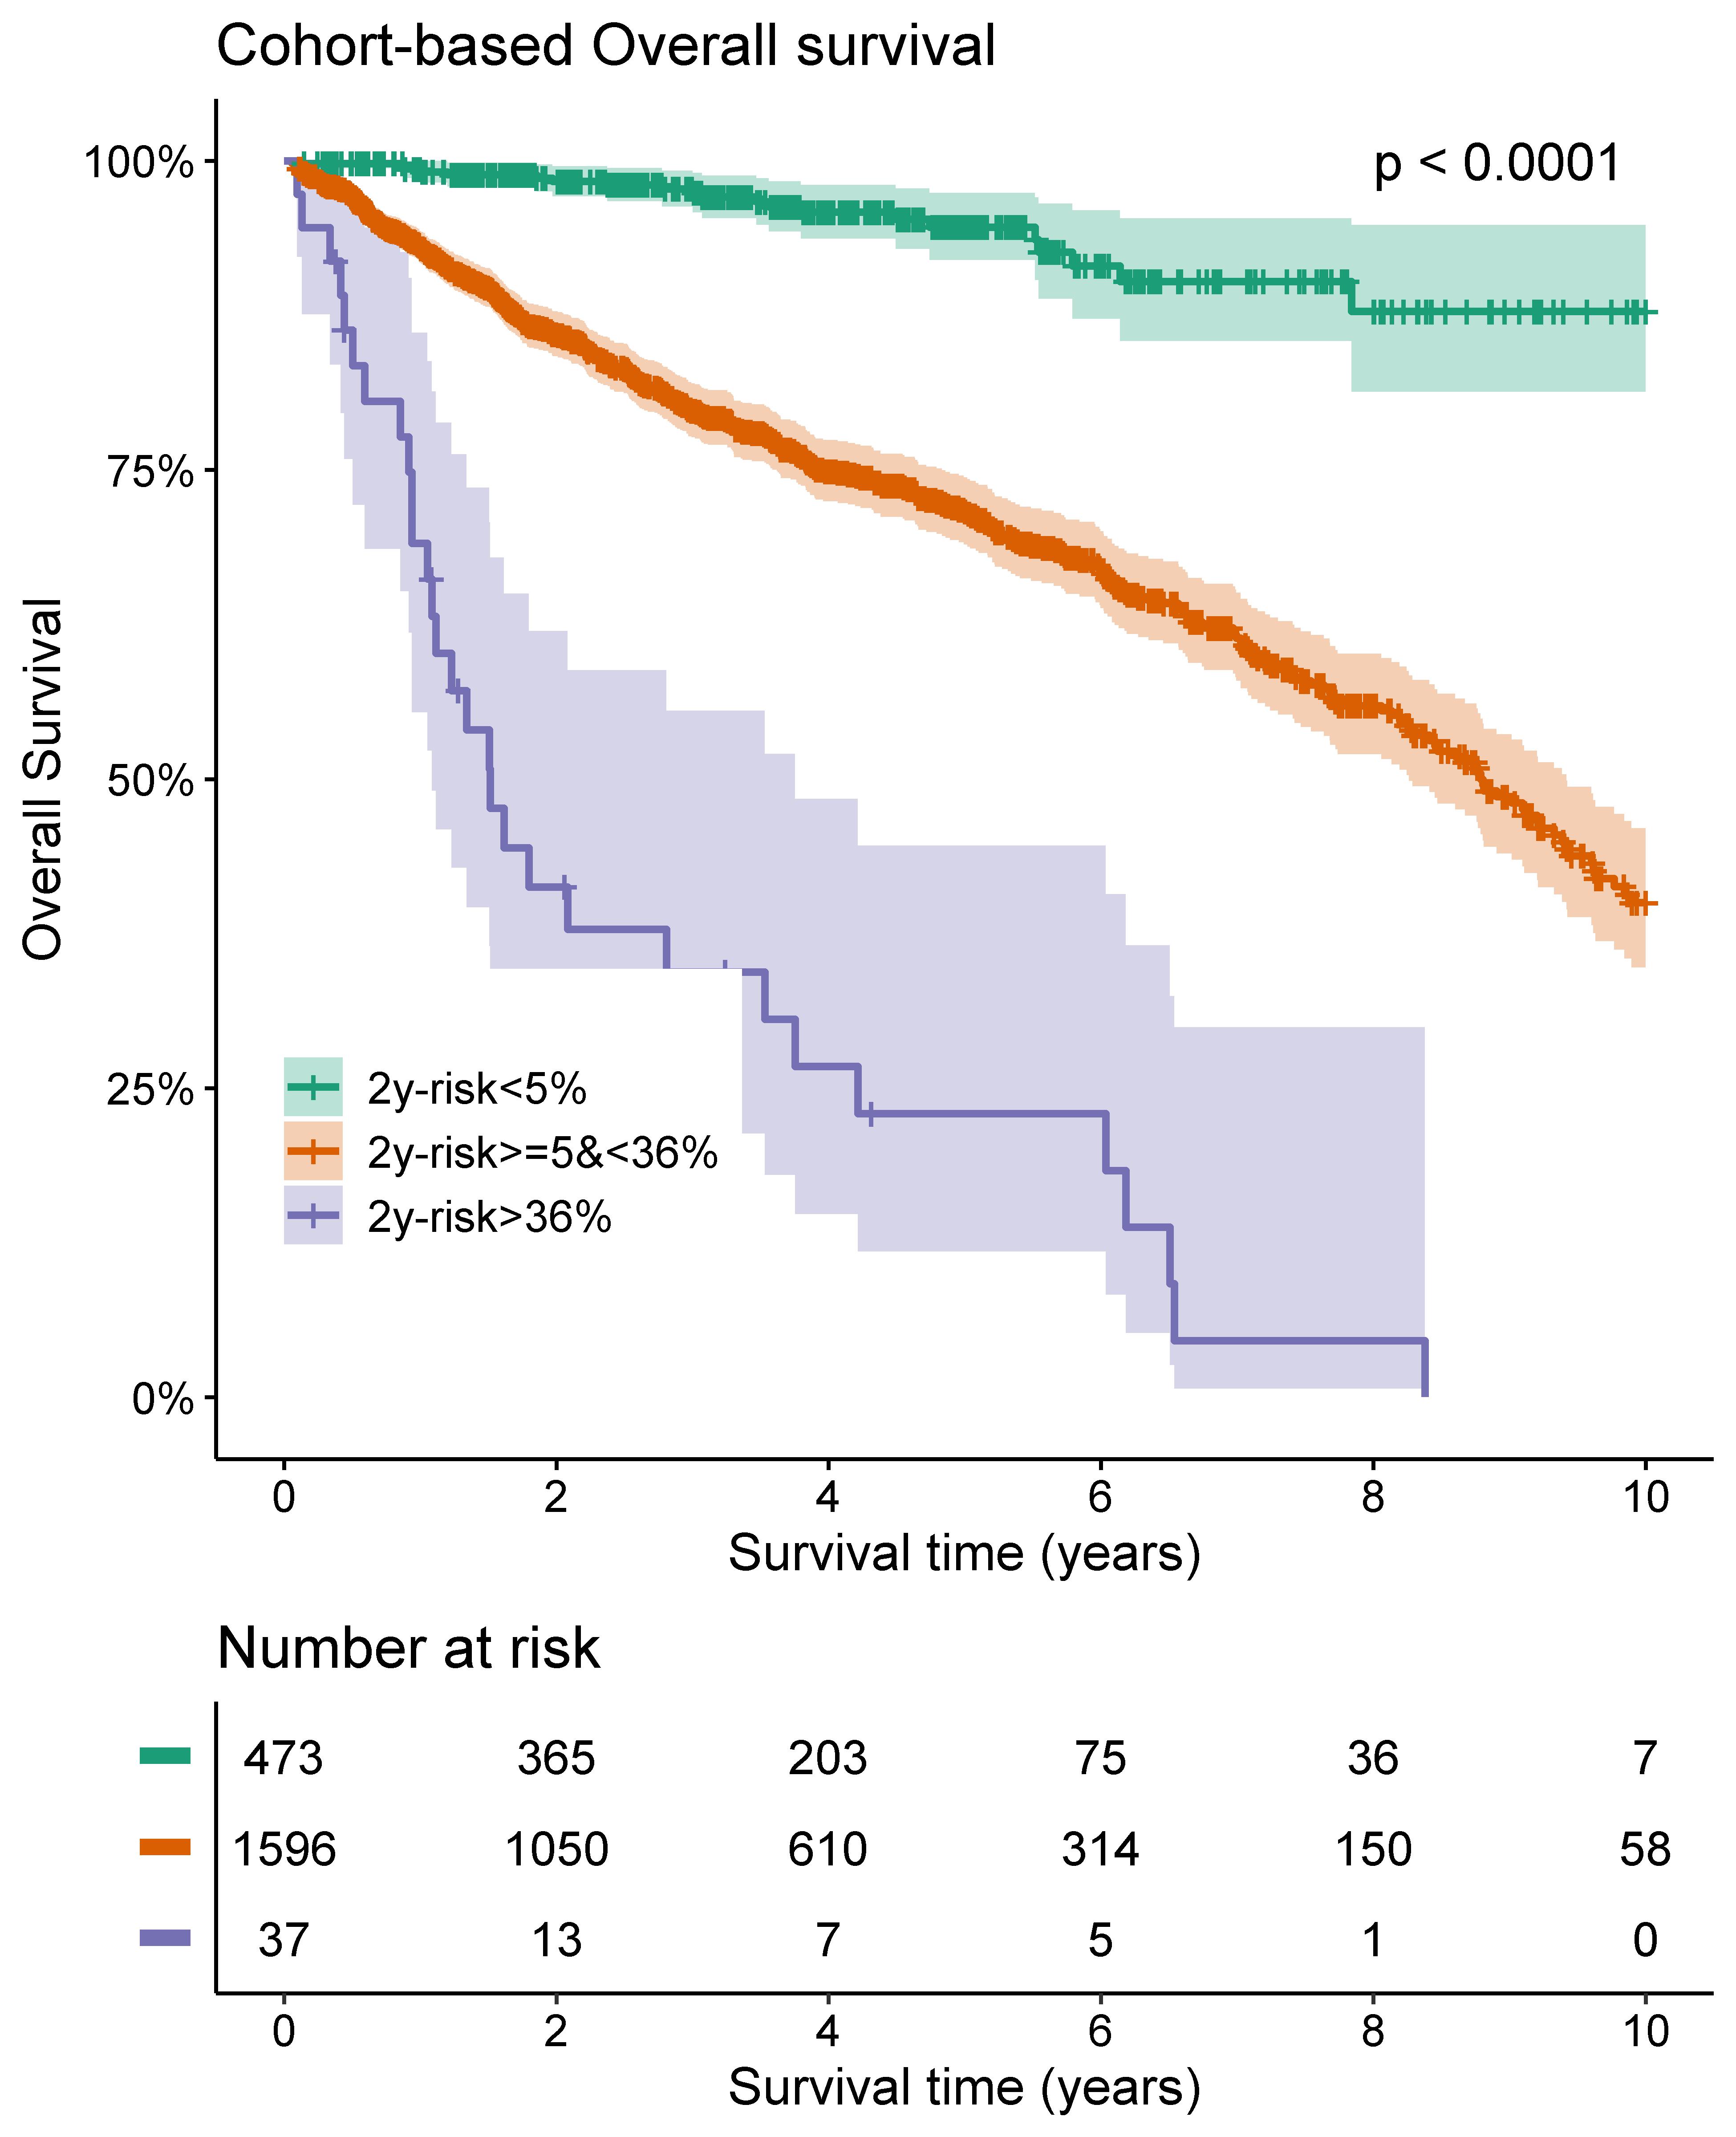 Cohort-based Overall survival
p < 0.0001
100%
75%
50%
25%
0%
Overall Survival
2y-risk<5%
2y-risk>=5&<36%
2y-risk>36%
0 2 4 6 8 10
Survival time (years)
Number at risk
473 365 203 75 36 7
1596 1050 610 314 150 58
37 13 7 5 1 0
0 2 4 6 8 10
Survival time (years)